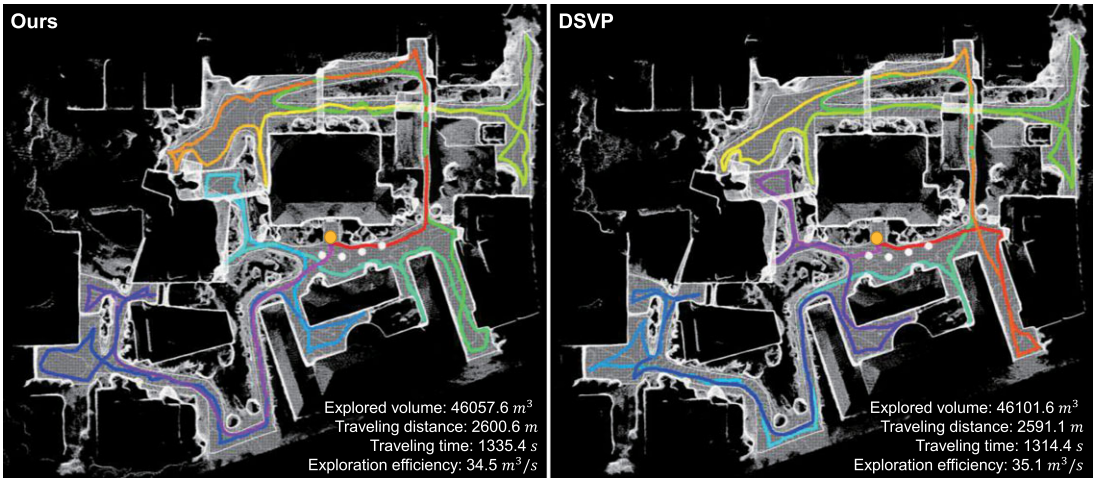 Ours
Explored volume: 46057.6 m³
Traveling distance: 2600.6 m
Traveling time: 1335.4 s
Exploration efficiency: 34.5 m³/s
DSVP
Explored volume: 46101.6 m³
Traveling distance: 2591.1 m
Traveling time: 1314.4 s
Exploration efficiency: 35.1 m³/s